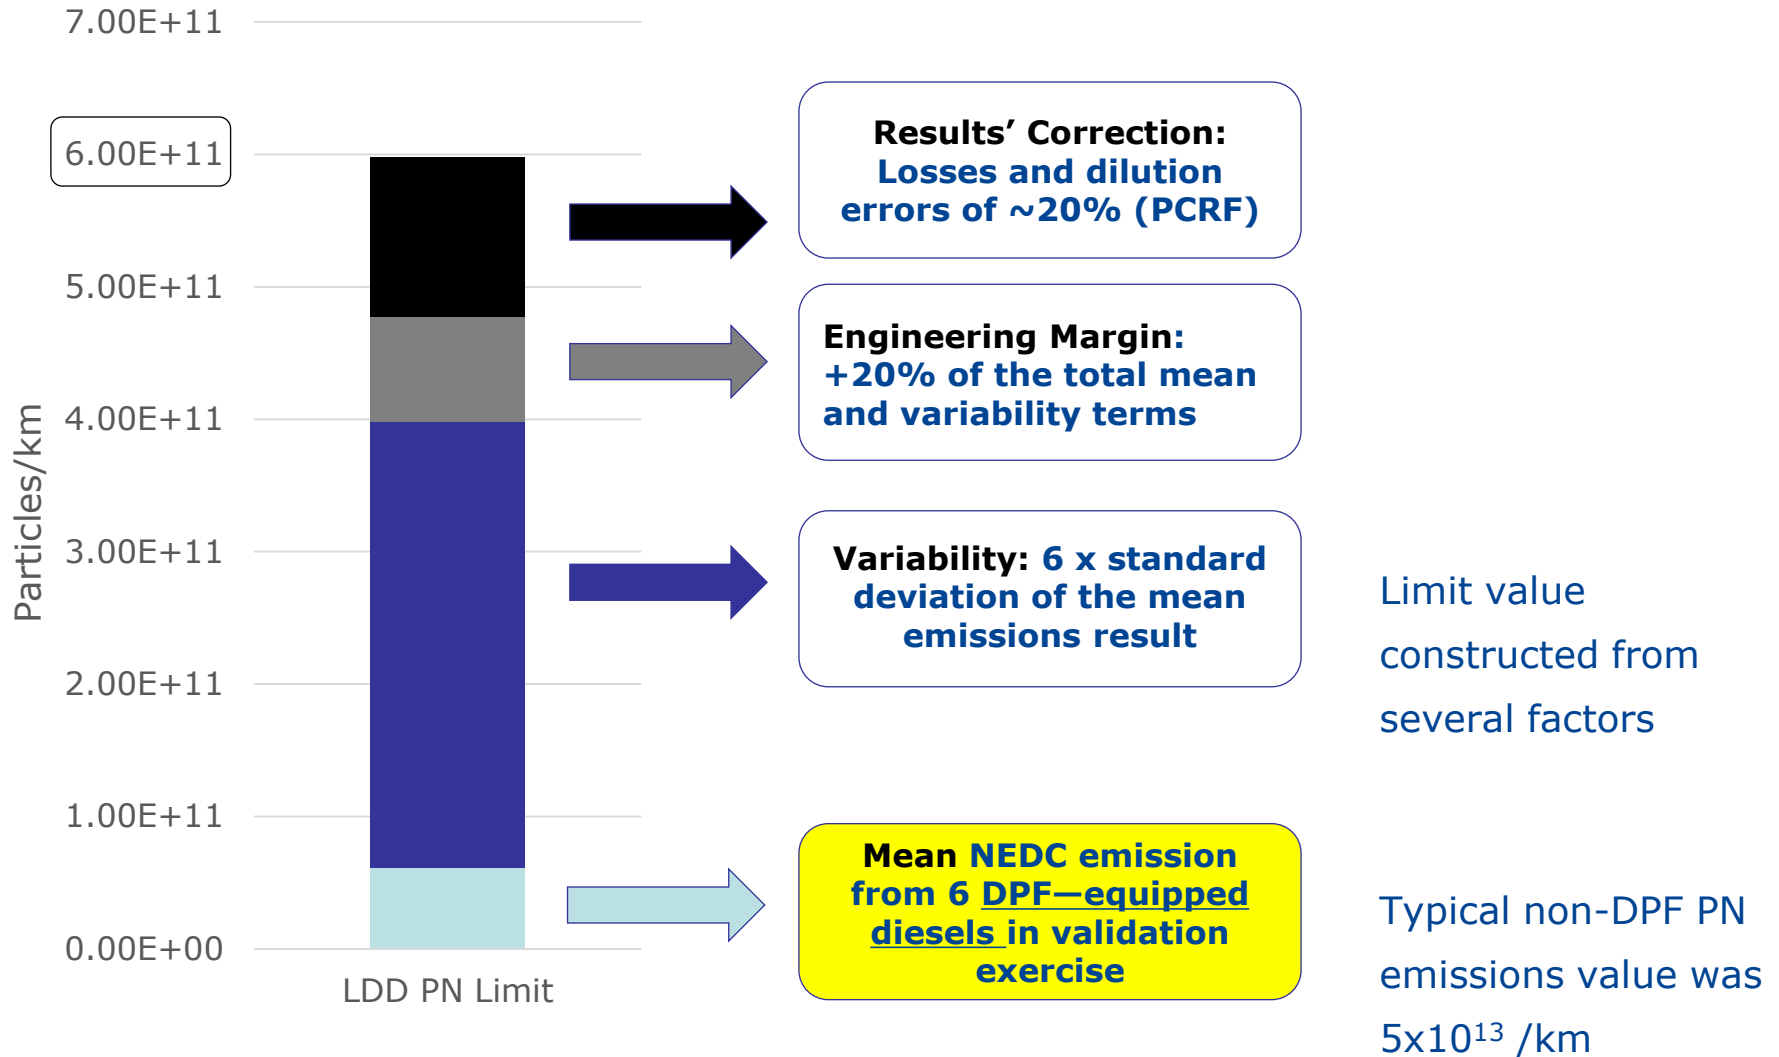 7.00E+11
6.00E+11
5.00E+11
4.00E+11
3.00E+11
2.00E+11
1.00E+11
0.00E+00
Particles/km
LDD PN Limit
Results’ Correction:
Losses and dilution
errors of ~20% (PCRF)
Engineering Margin:
+20% of the total mean
and variability terms
Variability: 6 x standard
deviation of the mean
emissions result
Mean NEDC emission
from 6 DPF—equipped
diesels in validation
exercise
Limit value
constructed from
several factors
Typical non-DPF PN
emissions value was
5x10¹³ /km